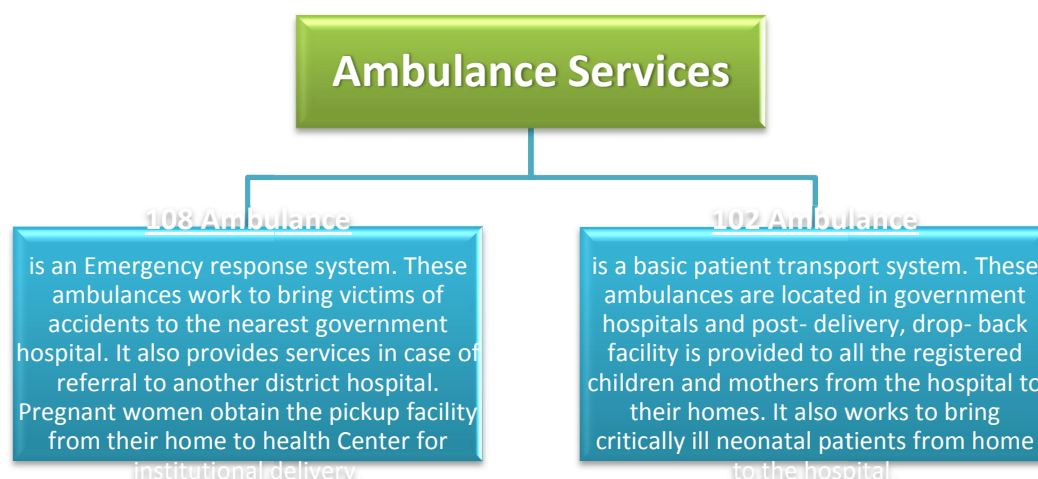 Ambulance Services
108 Ambulance
is an Emergency response system. These
ambulances work to bring victims of
accidents to the nearest government
hospital. It also provides services in case of
referral to another district hospital.
Pregnant women obtain the pickup facility
from their home to health Center for
institutional delivery
102 Ambulance
is a basic patient transport system. These
ambulances are located in government
hospitals and post- delivery, drop- back
facility is provided to all the registered
children and mothers from the hospital to
their homes. It also works to bring
critically ill neonatal patients from home
to the hospital